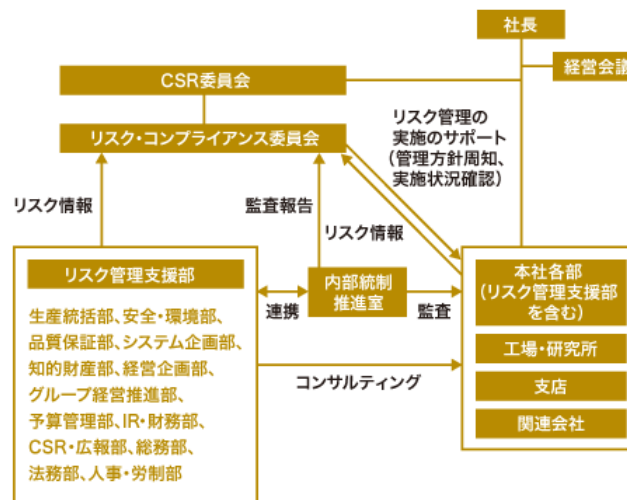 社長
経営会議
CSR委員会
リスク・コンプライアンス委員会
リスク管理の
実施のサポート
(管理方針周知、
実施状況確認)
リスク情報
監査報告
リスク情報
リスク管理支援部
生産統括部、安全・環境部、
品質保証部、システム企画部、
知的財産部、経営企画部、
グループ経営推進部、
予算管理部、IR・財務部、
CSR・広報部、総務部、
法務部、人事・労制部
連携
内部統制
推進室
監査
コンサルティング
本社各部
(リスク管理支援部
を含む)
工場・研究所
支店
関連会社